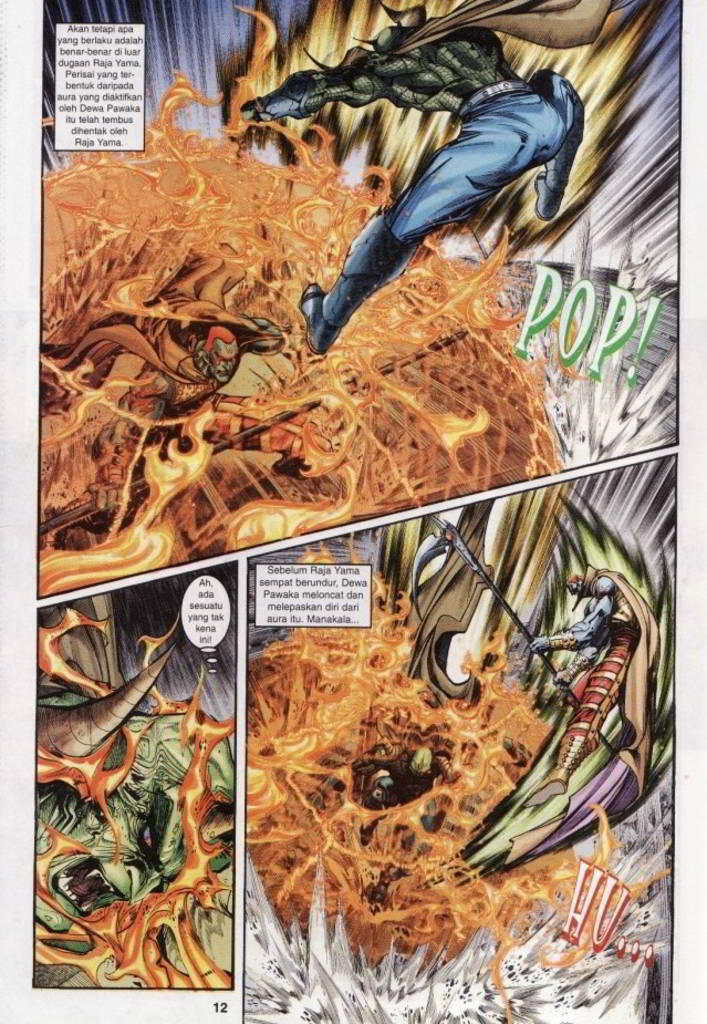 Akan tetapi apa
yang berlaku adalah
benar-benar di luar
dugaan Raja Yama.
Perisai yang ter-
bentuk daripada
aura yang diaktifkan
oleh Dewa Pawaka
itu telah tembus
dihentak oleh
Raja Yama.
POP!
Ah,
ada
sesuatu
yang tak
kena
ini!
Sebelum Raja Yama
sempat berundur, Dewa
Pawaka meloncat dan
melepaskan diri dari
aura itu. Manakala...
HU...
12